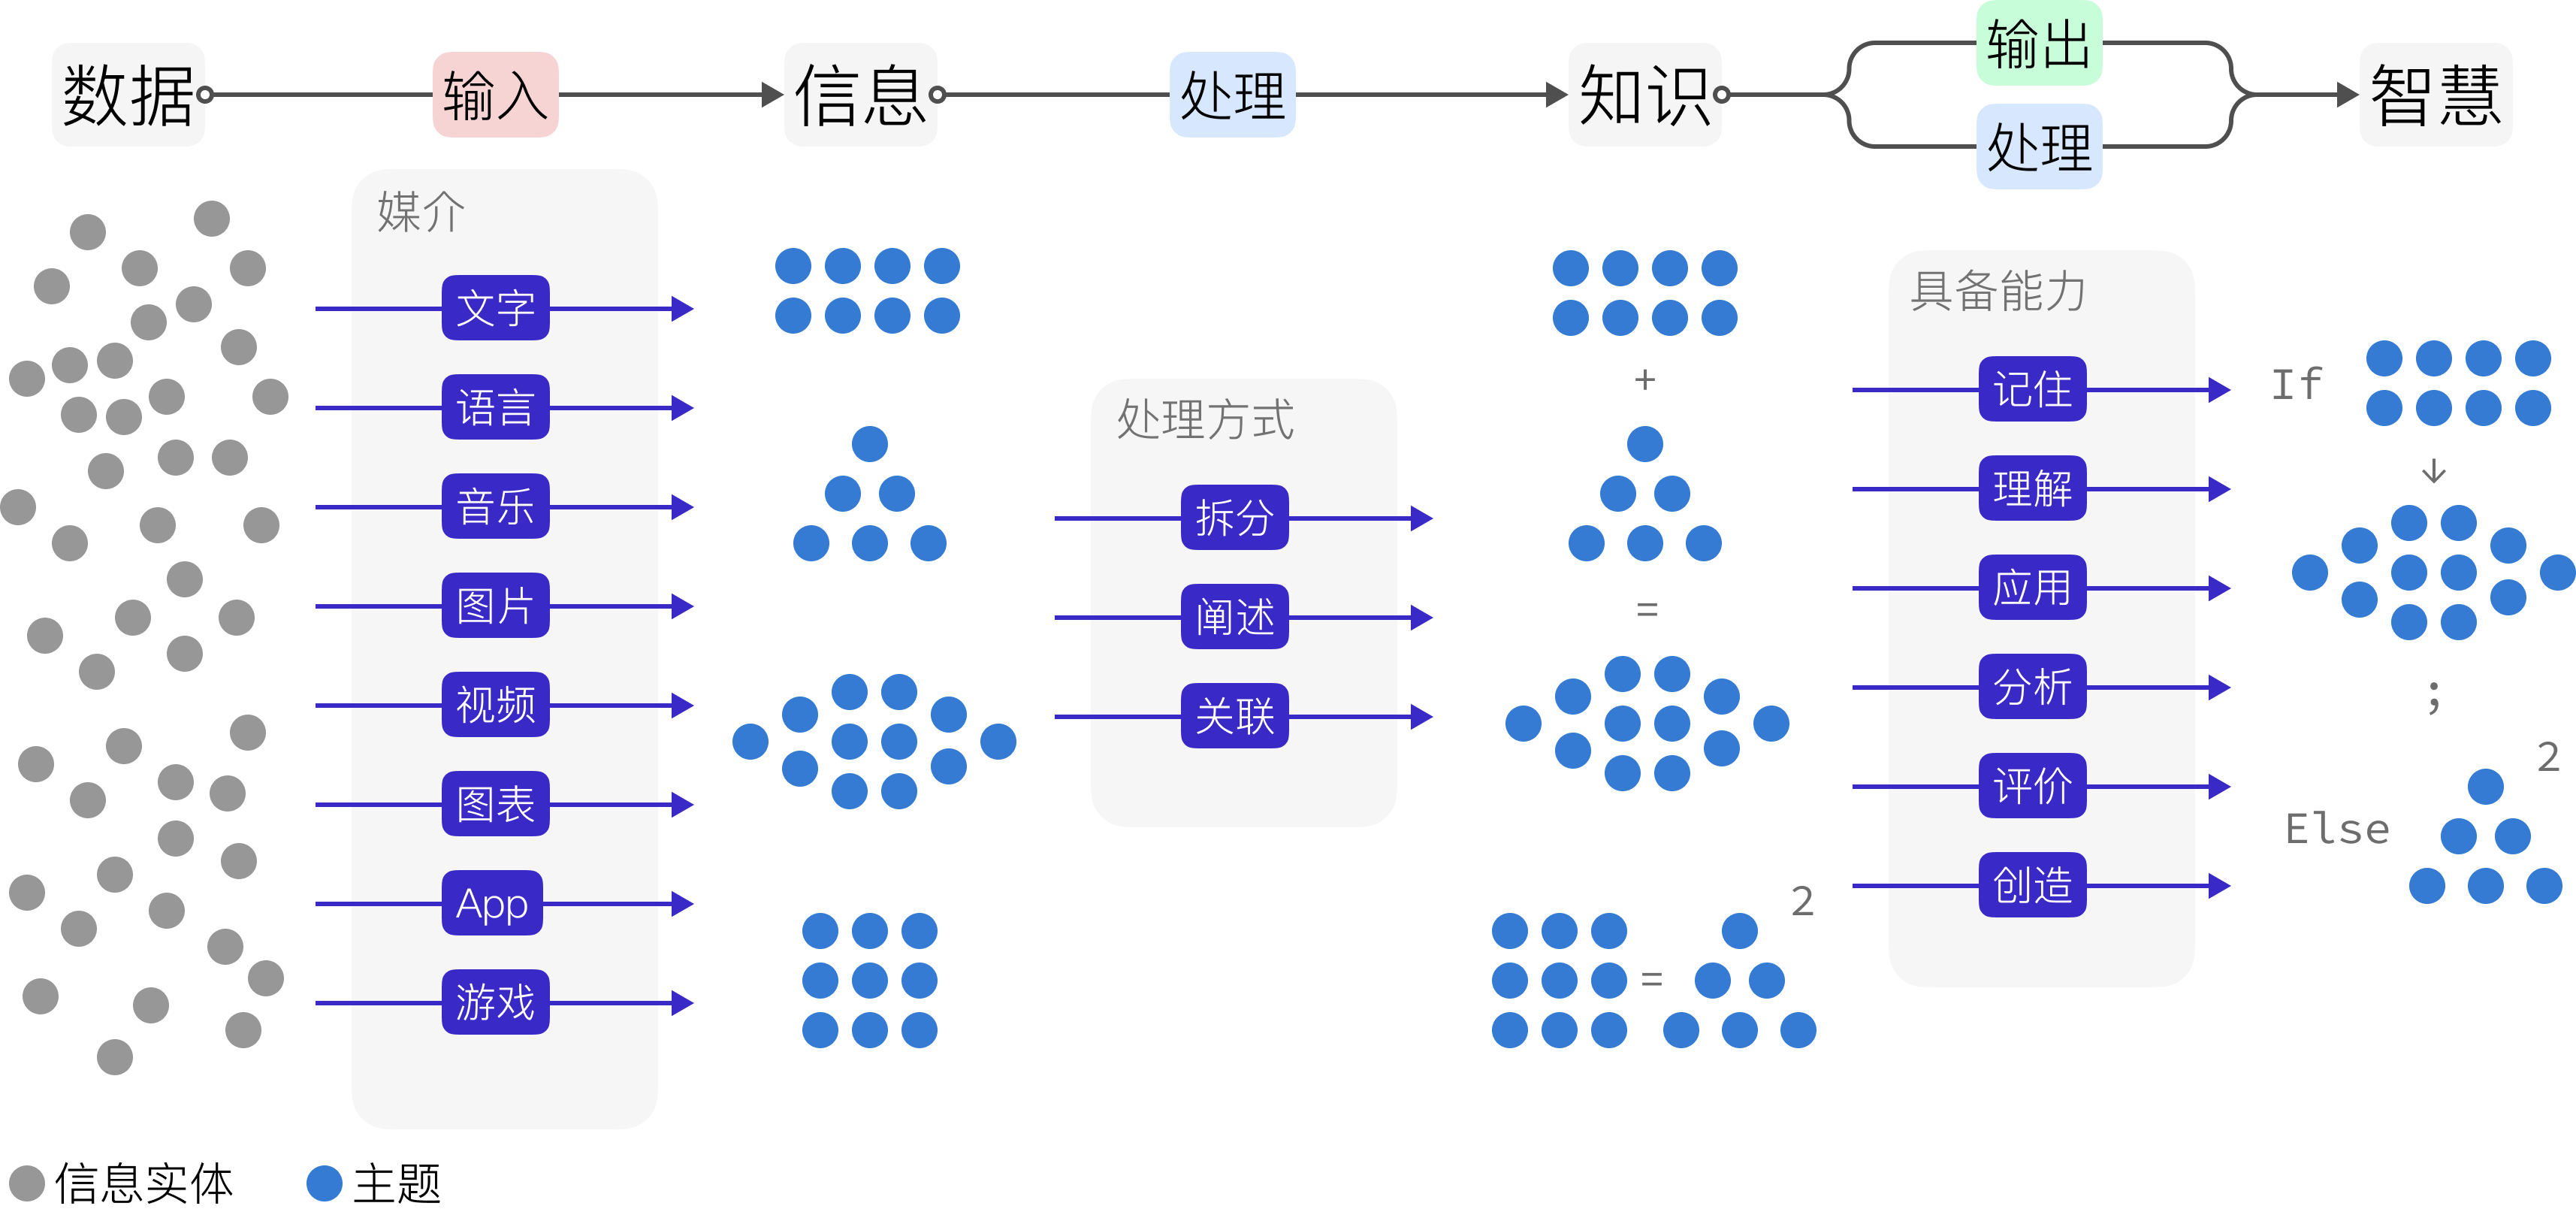 数据
输入
信息
处理
知识
输出
处理
智慧
媒介
文字
语言
音乐
图片
视频
图表
App
游戏
处理方式
拆分
阐述
关联
+
=
=
2
具备能力
记住
理解
应用
分析
评价
创造
If
↓
;
Else
2
信息实体
主题